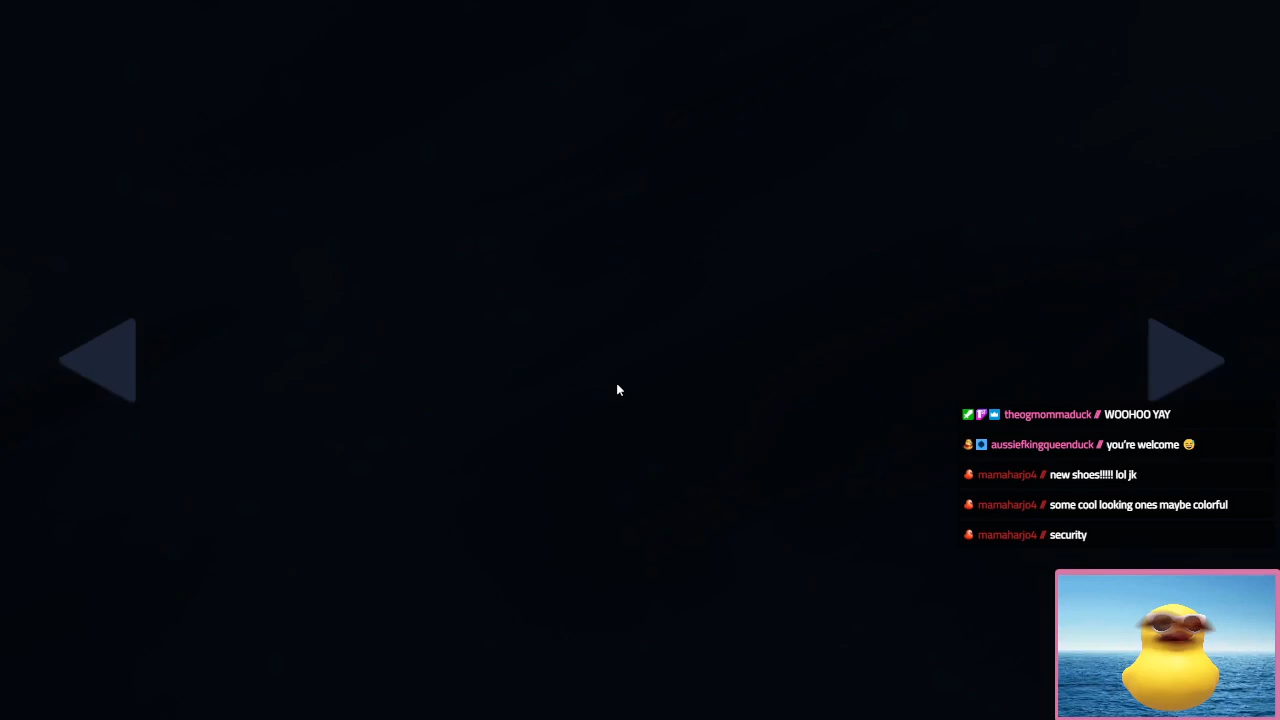 theogmommaduck // WOOHOO YAY
aussiefkingqueenduck // you're welcome 😅
mamaharjo4 // new shoes!!!!! lol jk
mamaharjo4 // some cool looking ones maybe colorful
mamaharjo4 // security